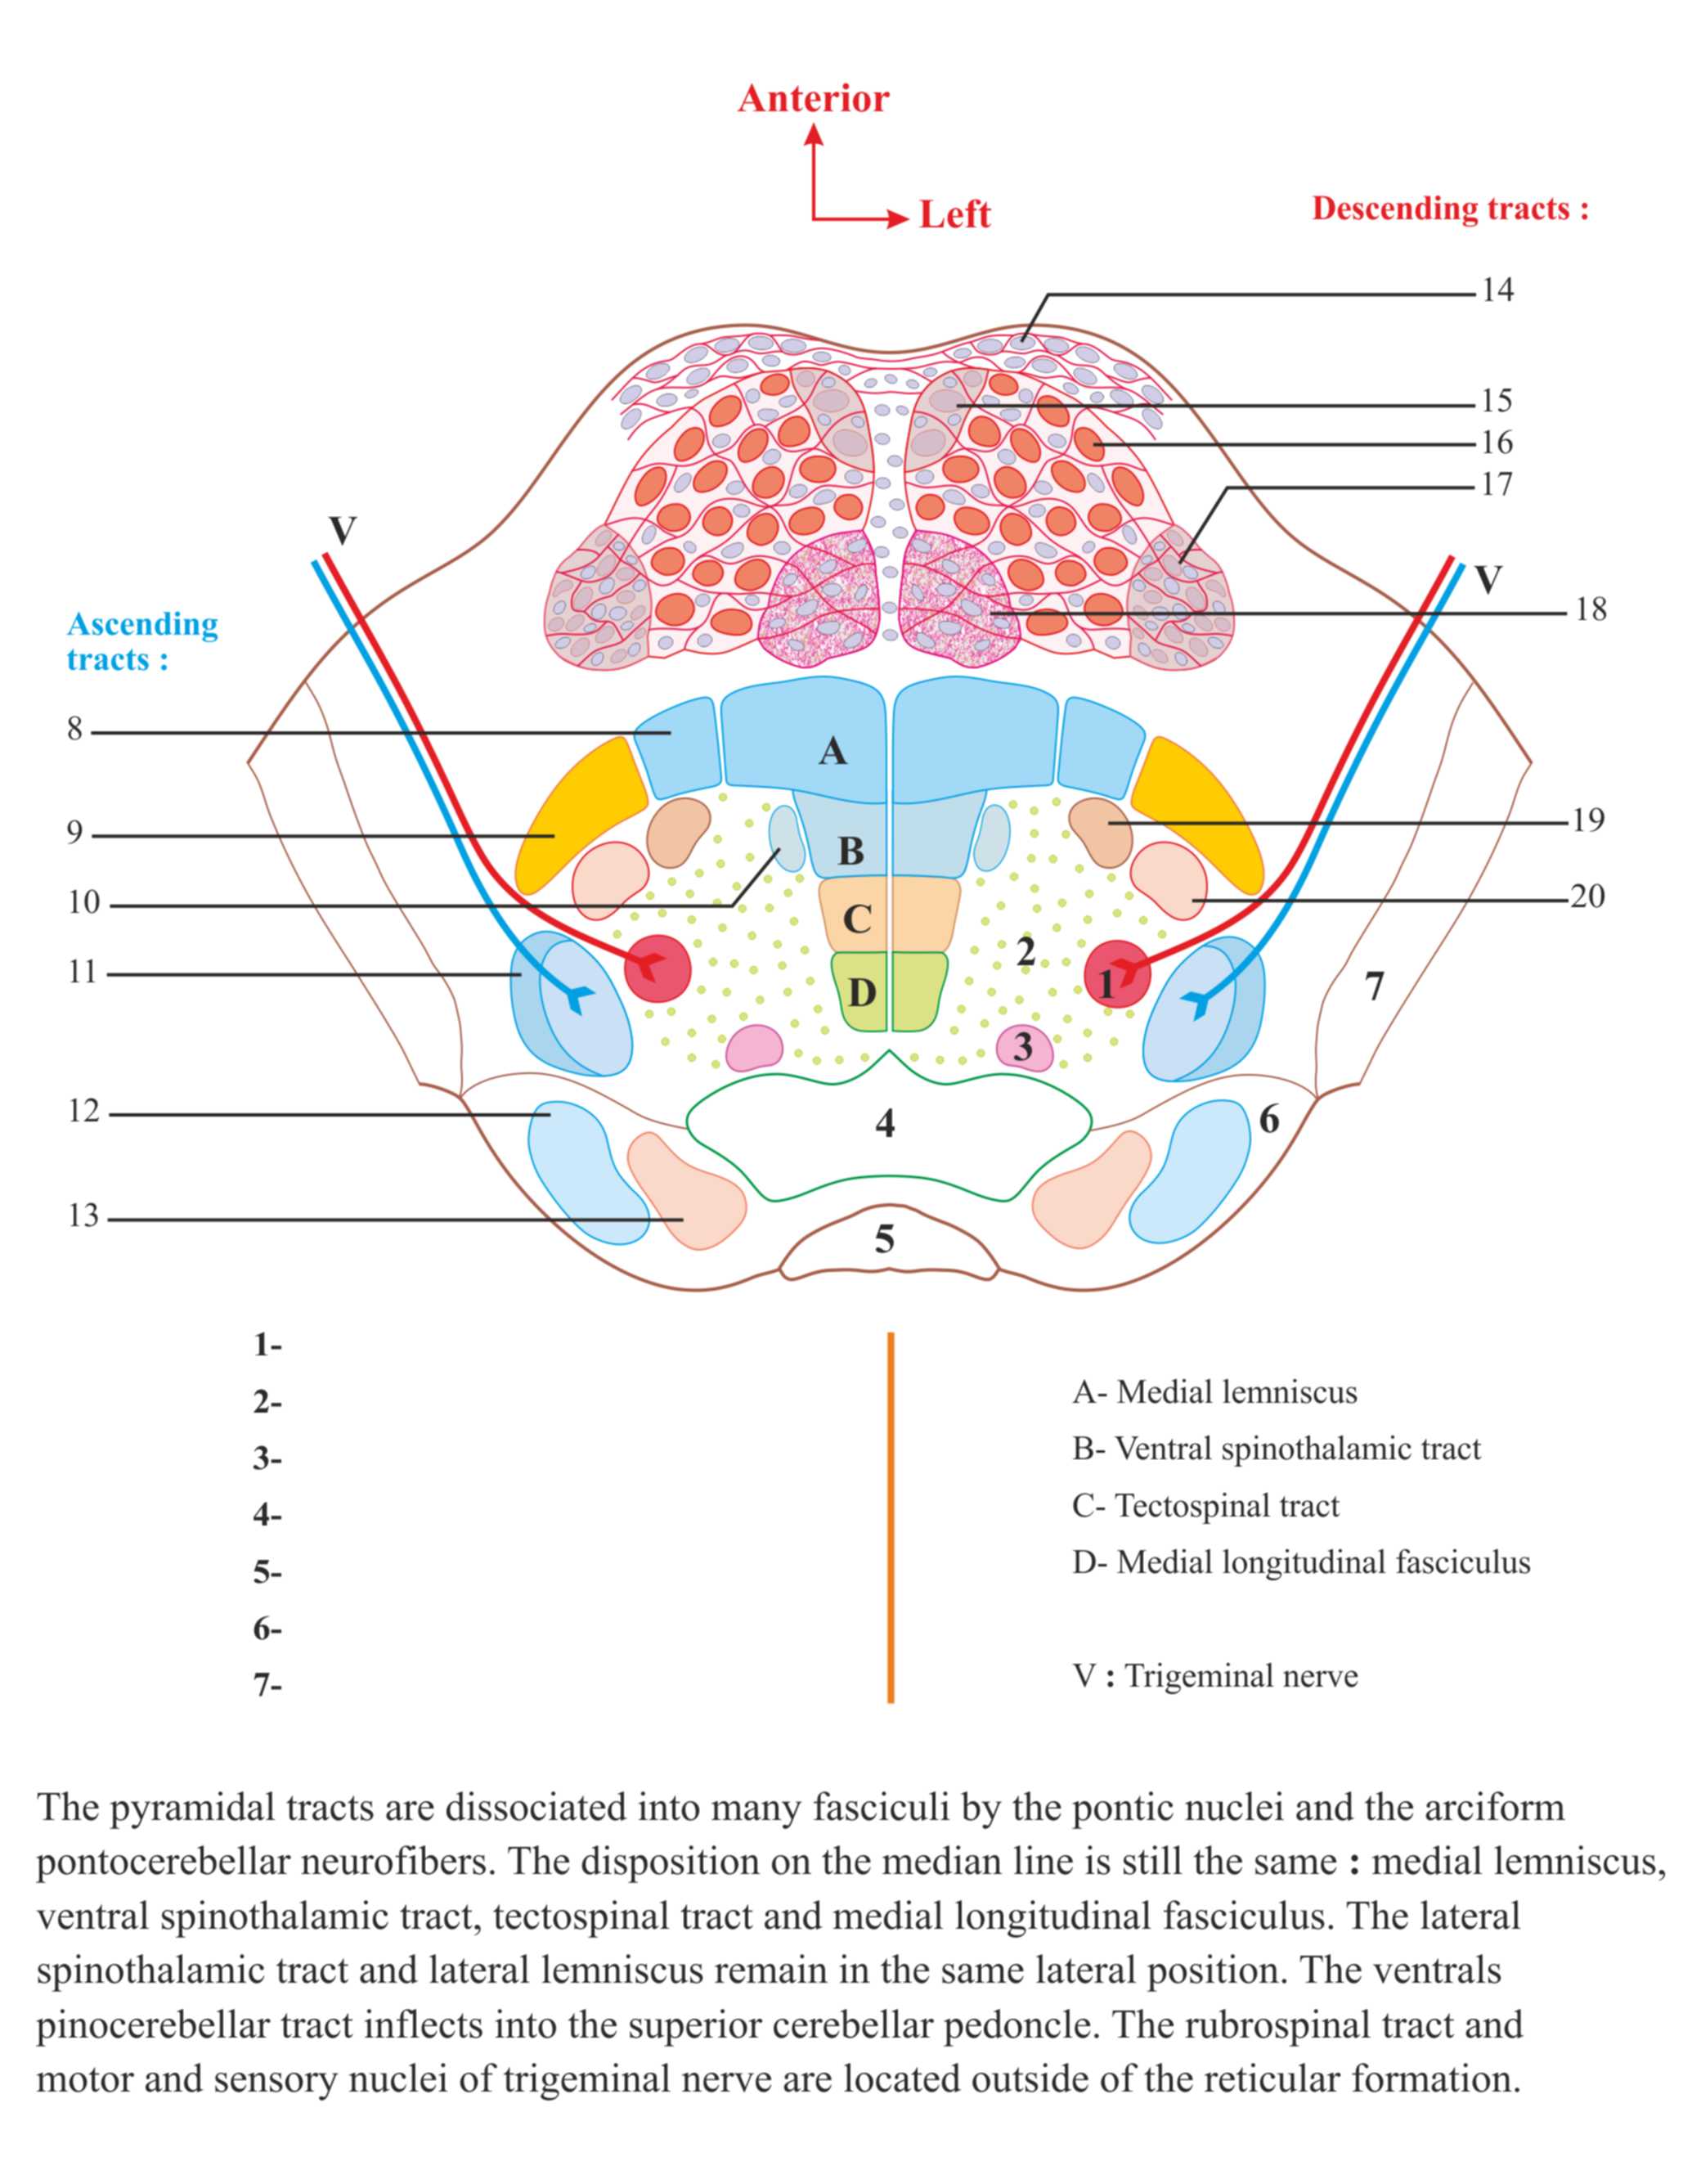 Anterior
Left
Descending tracts :
14
15
16
17
V
V
18
Ascending
tracts :
8
A
9
19
B
10
20
C
2
11
D
1
7
3
12
4
6
13
5
1-
2-
3-
4-
5-
6-
7-
A- Medial lemniscus
B- Ventral spinothalamic tract
C- Tectospinal tract
D- Medial longitudinal fasciculus
V : Trigeminal nerve
The pyramidal tracts are dissociated into many fasciculi by the pontic nuclei and the arciform
pontocerebellar neurofibers. The disposition on the median line is still the same : medial lemniscus,
ventral spinothalamic tract, tectospinal tract and medial longitudinal fasciculus. The lateral
spinothalamic tract and lateral lemniscus remain in the same lateral position. The ventrals
pinocerebellar tract inflects into the superior cerebellar pedoncle. The rubrospinal tract and
motor and sensory nuclei of trigeminal nerve are located outside of the reticular formation.